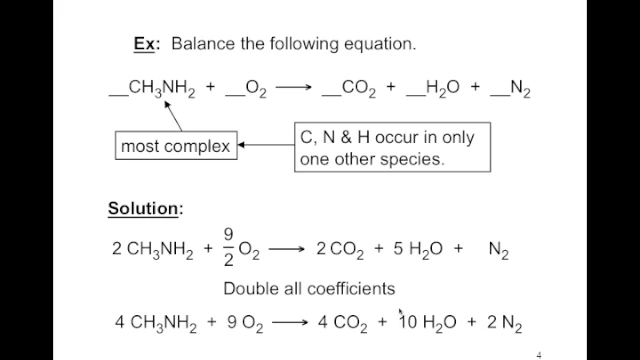 Ex: Balance the following equation.
__CH₃NH₂ + __O₂ ⟶ __CO₂ + __H₂O + __N₂
most complex
C, N & H occur in only
one other species.
Solution:
2 CH₃NH₂ + 9/2 O₂ ⟶ 2 CO₂ + 5 H₂O + N₂
Double all coefficients
4 CH₃NH₂ + 9 O₂ ⟶ 4 CO₂ + 10 H₂O + 2 N₂
4